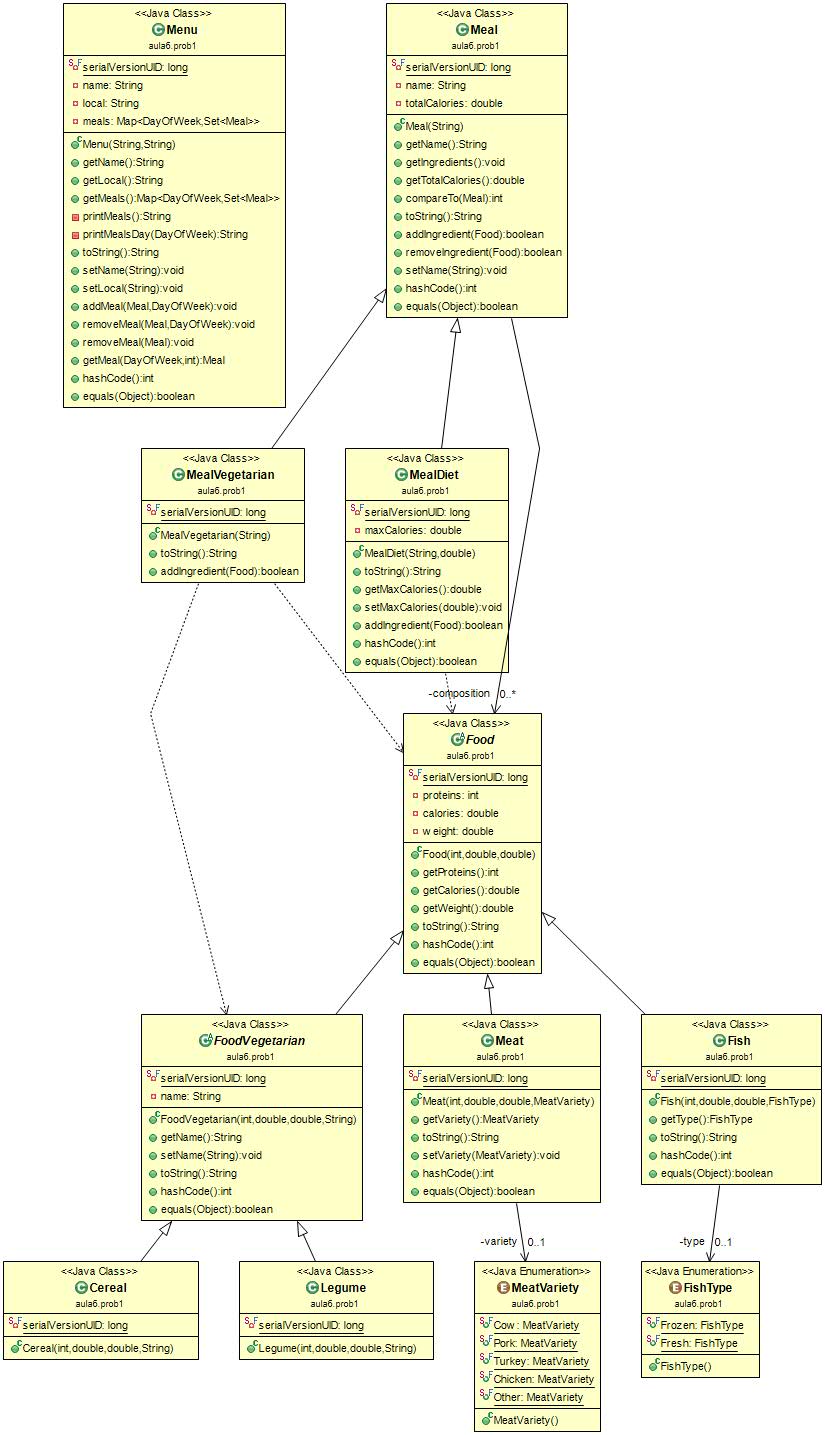 <<Java Class>>
Menu
aula6.prob1
serialVersionUID: long
name: String
local: String
meals: Map<DayOfWeek,Set<Meal>>
Menu(String,String)
getName():String
getLocal():String
getMeals():Map<DayOfWeek,Set<Meal>>
printMeals():String
printMealsDay(DayOfWeek):String
toString():String
setName(String):void
setLocal(String):void
addMeal(Meal,DayOfWeek):void
removeMeal(Meal,DayOfWeek):void
removeMeal(Meal):void
getMeal(DayOfWeek,int):Meal
hashCode():int
equals(Object):boolean
<<Java Class>>
Meal
aula6.prob1
serialVersionUID: long
name: String
totalCalories: double
Meal(String)
getName():String
getIngredients():void
getTotalCalories():double
compareTo(Meal):int
toString():String
addIngredient(Food):boolean
removeIngredient(Food):boolean
setName(String):void
hashCode():int
equals(Object):boolean
<<Java Class>>
MealVegetarian
aula6.prob1
serialVersionUID: long
MealVegetarian(String)
toString():String
addIngredient(Food):boolean
<<Java Class>>
MealDiet
aula6.prob1
serialVersionUID: long
maxCalories: double
MealDiet(String,double)
toString():String
getMaxCalories():double
setMaxCalories(double):void
addIngredient(Food):boolean
hashCode():int
equals(Object):boolean
-composition 0..*
<<Java Class>>
Food
aula6.prob1
serialVersionUID: long
proteins: int
calories: double
weight: double
Food(int,double,double)
getProteins():int
getCalories():double
getWeight():double
toString():String
hashCode():int
equals(Object):boolean
<<Java Class>>
FoodVegetarian
aula6.prob1
serialVersionUID: long
name: String
FoodVegetarian(int,double,double,String)
getName():String
setName(String):void
toString():String
hashCode():int
equals(Object):boolean
<<Java Class>>
Meat
aula6.prob1
serialVersionUID: long
Meat(int,double,double,MeatVariety)
getVariety():MeatVariety
toString():String
setVariety(MeatVariety):void
hashCode():int
equals(Object):boolean
<<Java Class>>
Fish
aula6.prob1
serialVersionUID: long
Fish(int,double,double,FishType)
getType():FishType
toString():String
hashCode():int
equals(Object):boolean
-variety 0..1
-type 0..1
<<Java Class>>
Cereal
aula6.prob1
serialVersionUID: long
Cereal(int,double,double,String)
<<Java Class>>
Legume
aula6.prob1
serialVersionUID: long
Legume(int,double,double,String)
<<Java Enumeration>>
MeatVariety
aula6.prob1
Cow: MeatVariety
Pork: MeatVariety
Turkey: MeatVariety
Chicken: MeatVariety
Other: MeatVariety
MeatVariety()
<<Java Enumeration>>
FishType
aula6.prob1
Frozen: FishType
Fresh: FishType
FishType()